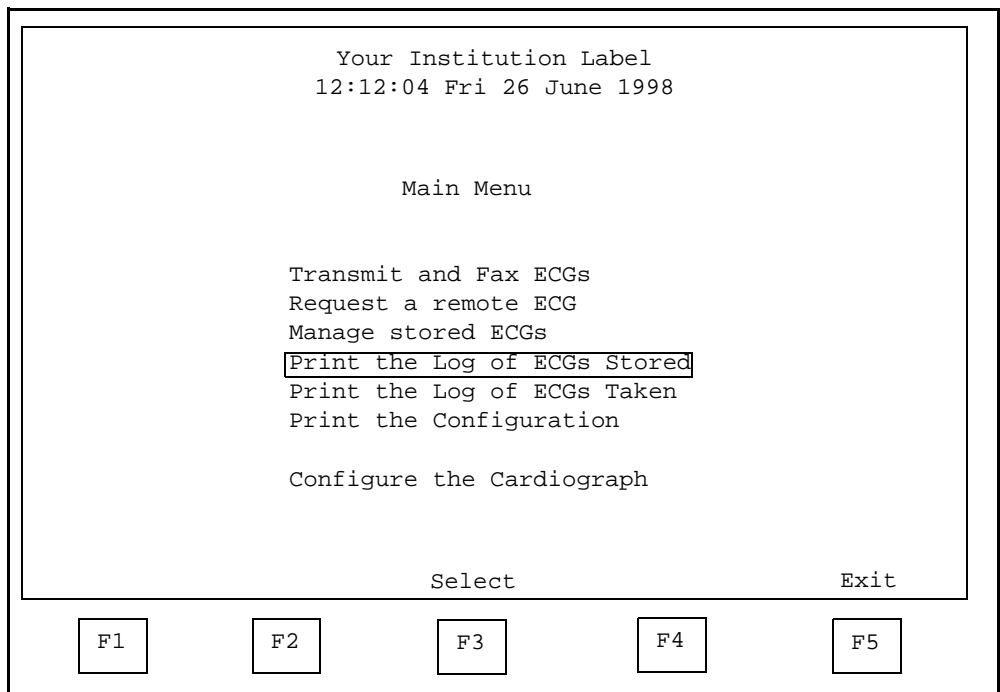 Your Institution Label
12:12:04 Fri 26 June 1998
Main Menu
Transmit and Fax ECGs
Request a remote ECG
Manage stored ECGs
Print the Log of ECGs Stored
Print the Log of ECGs Taken
Print the Configuration
Configure the Cardiograph
Select Exit
F1 F2 F3 F4 F5